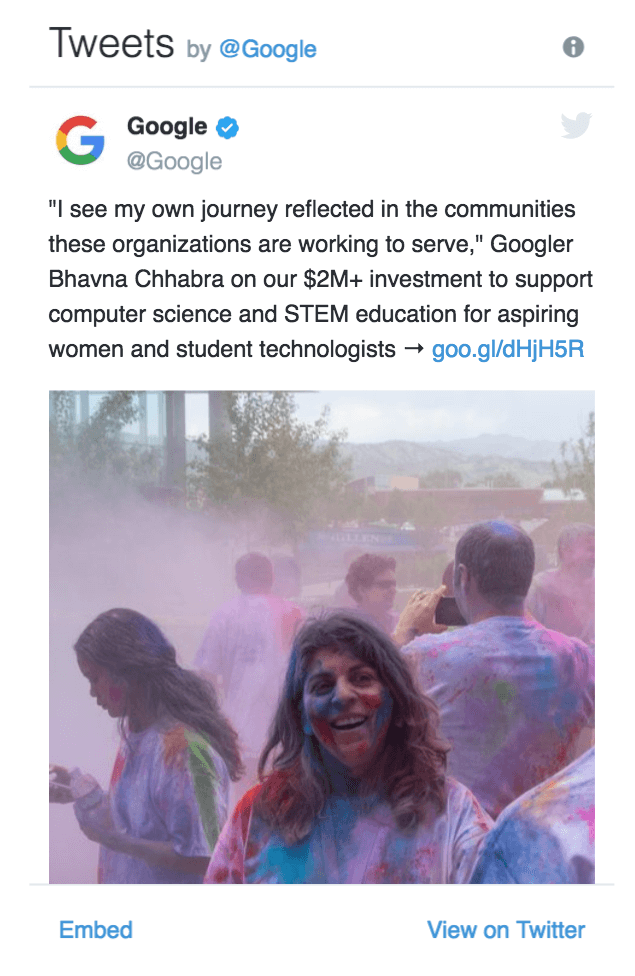 Tweets by @Google
Google
@Google
"I see my own journey reflected in the communities
these organizations are working to serve," Googler
Bhavna Chhabra on our $2M+ investment to support
computer science and STEM education for aspiring
women and student technologists → goo.gl/dHjH5R
Embed
View on Twitter